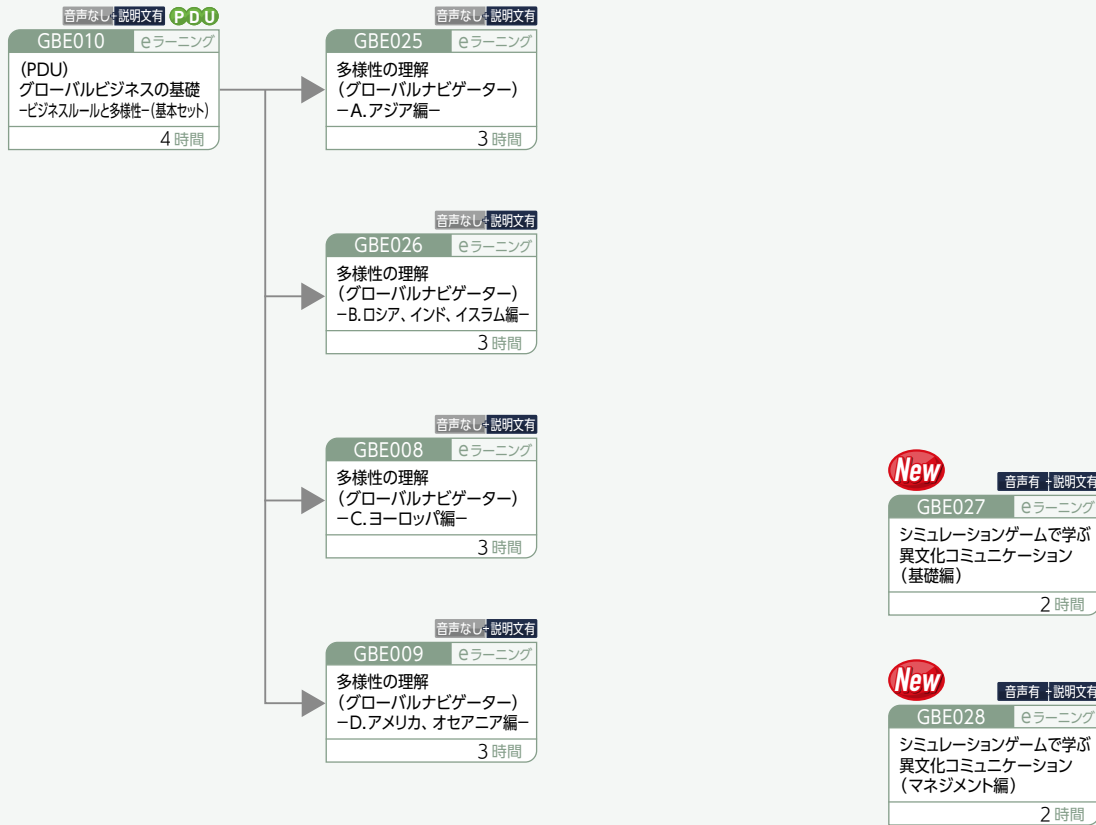 音声なし+説明文有 PDU
GBE010 eラーニング
(PDU)
グローバルビジネスの基礎
−ビジネスルールと多様性−(基本セット)
4時間
音声なし+説明文有
GBE025 eラーニング
多様性の理解
(グローバルナビゲーター)
−A.アジア編−
3時間
音声なし+説明文有
GBE026 eラーニング
多様性の理解
(グローバルナビゲーター)
−B.ロシア、インド、イスラム編−
3時間
音声なし+説明文有
GBE008 eラーニング
多様性の理解
(グローバルナビゲーター)
−C.ヨーロッパ編−
3時間
音声なし+説明文有
GBE009 eラーニング
多様性の理解
(グローバルナビゲーター)
−D.アメリカ、オセアニア編−
3時間
New
音声有+説明文有
GBE027 eラーニング
シミュレーションゲームで学ぶ
異文化コミュニケーション
(基礎編)
2時間
New
音声有+説明文有
GBE028 eラーニング
シミュレーションゲームで学ぶ
異文化コミュニケーション
(マネジメント編)
2時間